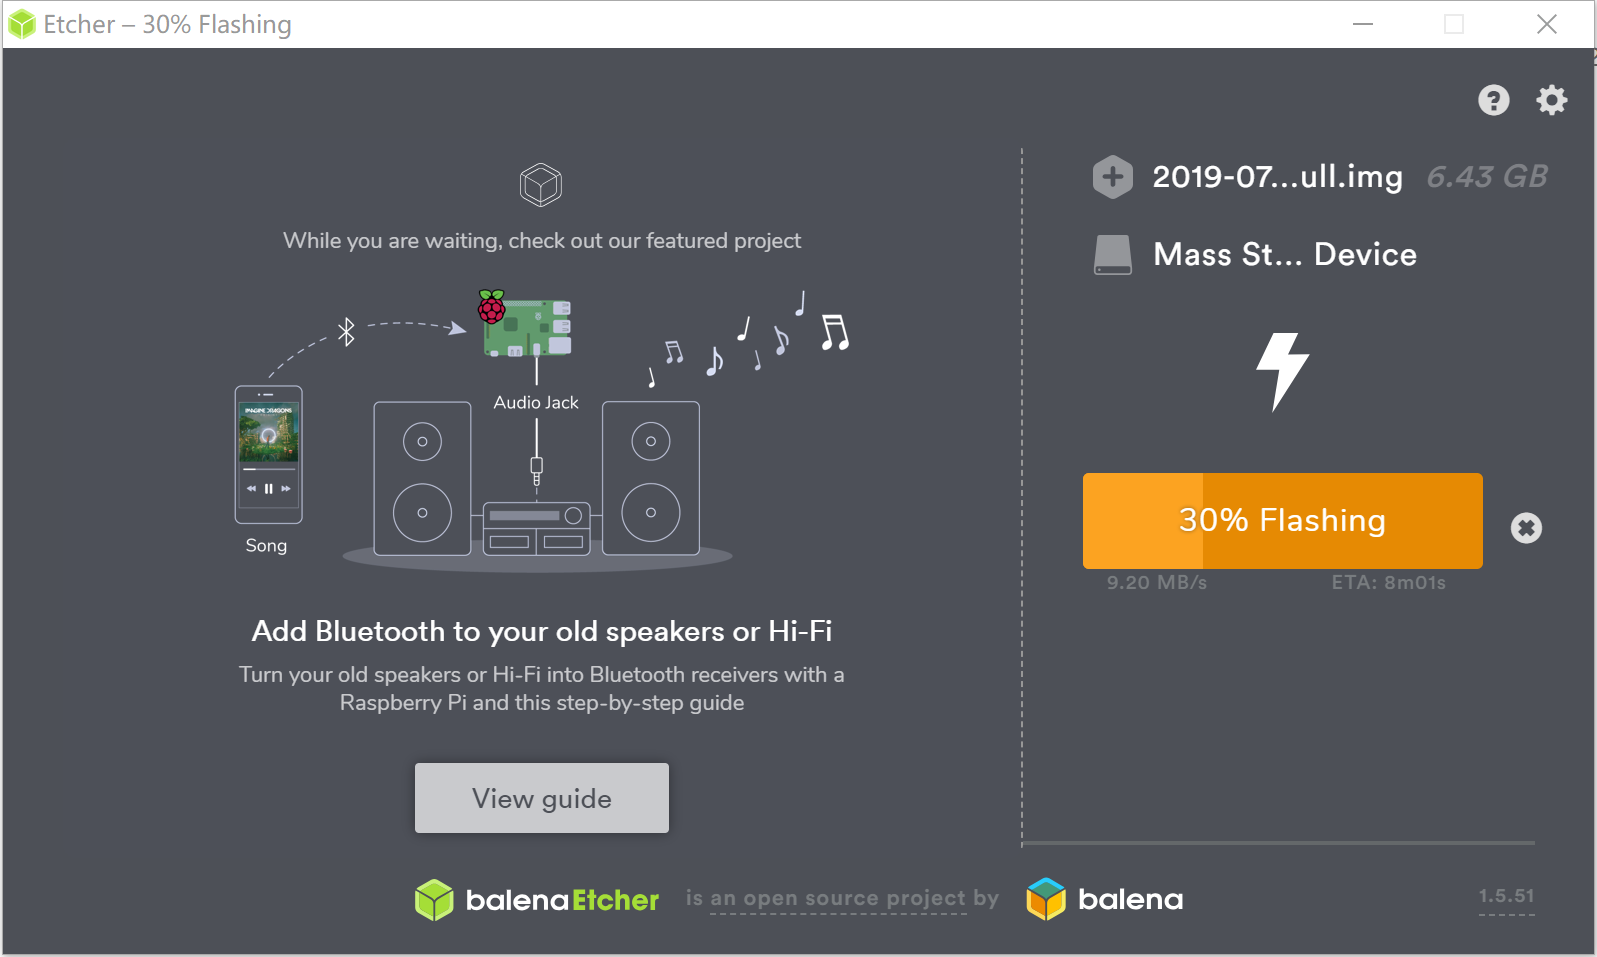 Etcher – 30% Flashing
While you are waiting, check out our featured project
IMAGINE DRAGONS
Audio Jack
Song
Add Bluetooth to your old speakers or Hi-Fi
Turn your old speakers or Hi-Fi into Bluetooth receivers with a
Raspberry Pi and this step-by-step guide
View guide
2019-07...ull.img 6.43 GB
Mass St... Device
30% Flashing
9.20 MB/s ETA: 8m01s
balenaEtcher is an open source project by balena 1.5.51